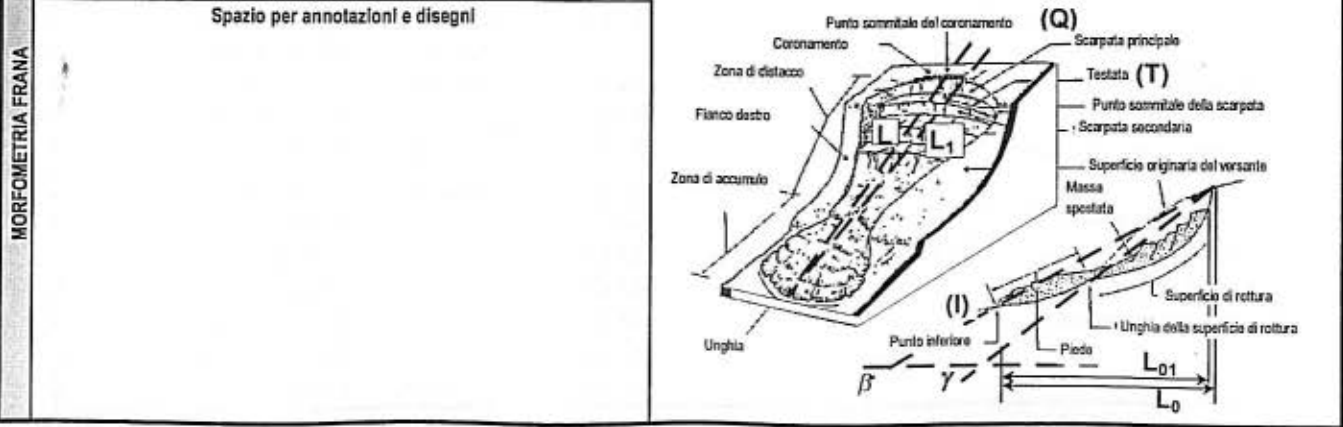 MORFOMETRIA FRANA
Spazio per annotazioni e disegni
Punto sommitale del coronamento (Q)
Coronamento
Scarpata principale
Zona di distacco
Testata (T)
Punto sommitale della scarpata
Fianco destro
Scarpata secondaria
L
L1
Superficie originaria del versante
Zona di accumulo
Massa
spostata
(I)
Superficie di rottura
Unghia della superficie di rottura
Unghia
Punto inferiore
Piede
β
γ
L01
L0